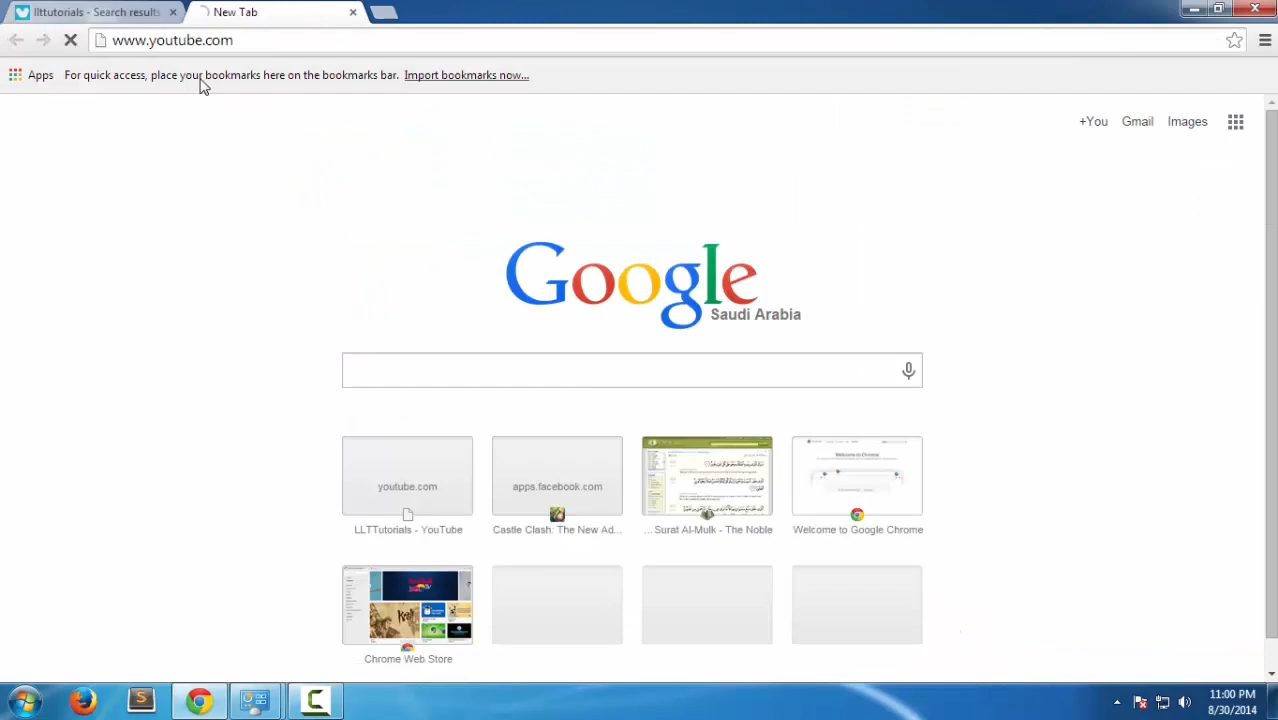 llttutorials - Search results
New Tab
www.youtube.com
Apps
For quick access, place your bookmarks here on the bookmarks bar. Import bookmarks now...
+You Gmail Images
Google
Saudi Arabia
youtube.com
apps.facebook.com
Welcome to Chrome
LLTTutorials - YouTube
Castle Clash: The New Ad...
...Surat Al-Mulk - The Noble
Welcome to Google Chrome
Chrome Web Store
S
C
11:00 PM
8/30/2014